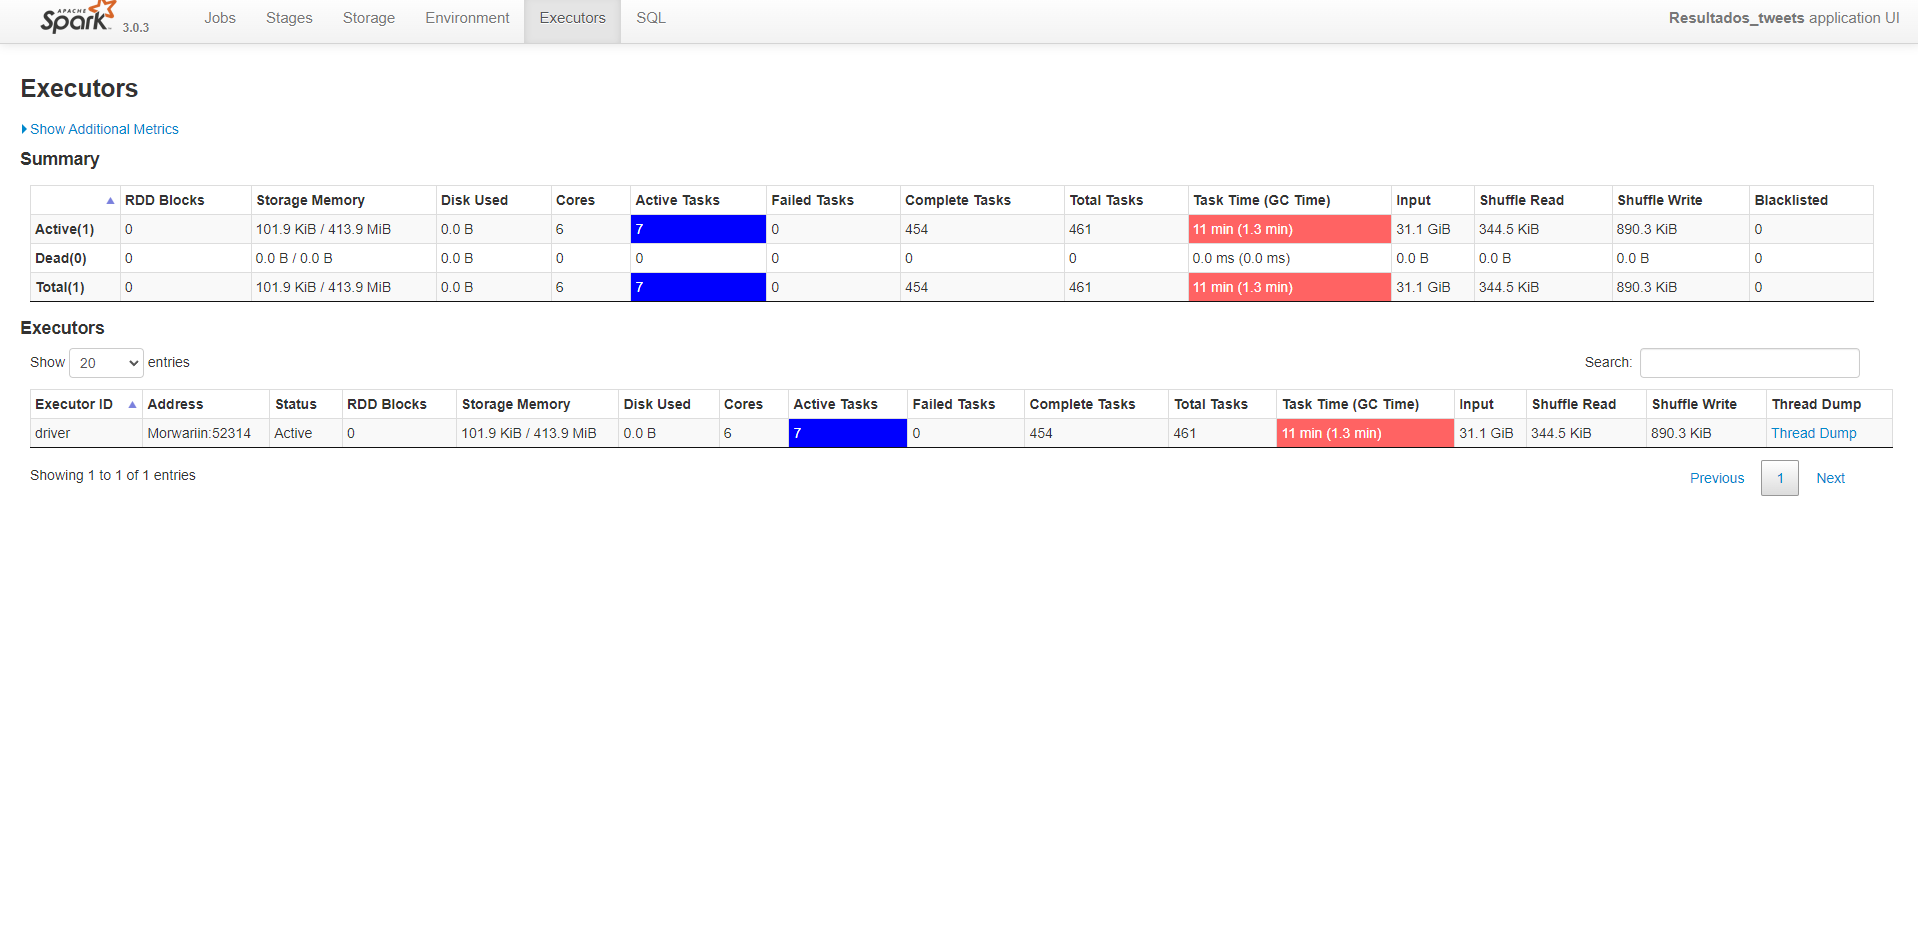 APACHE Spark 3.0.3 Jobs Stages Storage Environment Executors SQL Resultados_tweets application UI
Executors
Show Additional Metrics
Summary
RDD Blocks Storage Memory Disk Used Cores Active Tasks Failed Tasks Complete Tasks Total Tasks Task Time (GC Time) Input Shuffle Read Shuffle Write Blacklisted
Active(1) 0 101.9 KiB / 413.9 MiB 0.0 B 6 7 0 454 461 11 min (1.3 min) 31.1 GiB 344.5 KiB 890.3 KiB 0
Dead(0) 0 0.0 B / 0.0 B 0.0 B 0 0 0 0 0 0.0 ms (0.0 ms) 0.0 B 0.0 B 0.0 B 0
Total(1) 0 101.9 KiB / 413.9 MiB 0.0 B 6 7 0 454 461 11 min (1.3 min) 31.1 GiB 344.5 KiB 890.3 KiB 0
Executors
Show 20 entries Search:
Executor ID Address Status RDD Blocks Storage Memory Disk Used Cores Active Tasks Failed Tasks Complete Tasks Total Tasks Task Time (GC Time) Input Shuffle Read Shuffle Write Thread Dump
driver Morwariin:52314 Active 0 101.9 KiB / 413.9 MiB 0.0 B 6 7 0 454 461 11 min (1.3 min) 31.1 GiB 344.5 KiB 890.3 KiB Thread Dump
Showing 1 to 1 of 1 entries Previous 1 Next